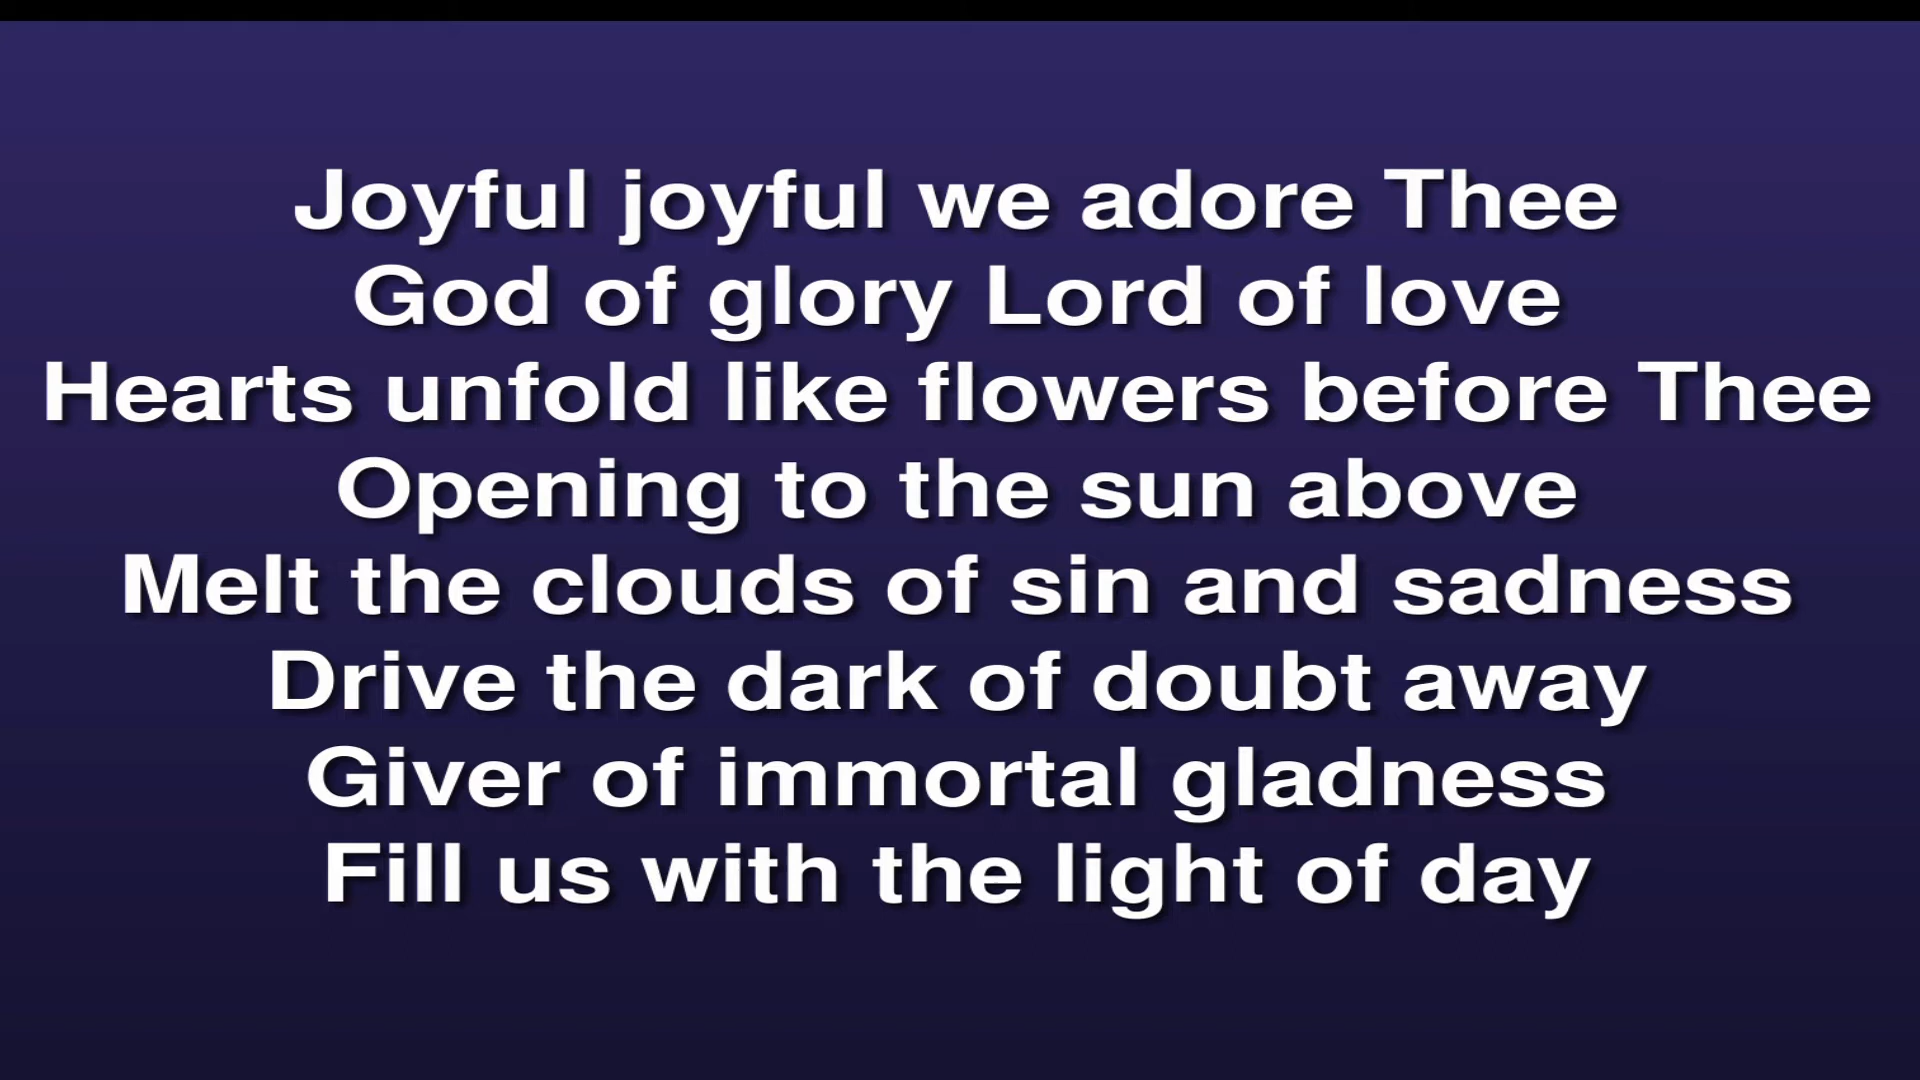 Joyful joyful we adore Thee
God of glory Lord of love
Hearts unfold like flowers before Thee
Opening to the sun above
Melt the clouds of sin and sadness
Drive the dark of doubt away
Giver of immortal gladness
Fill us with the light of day